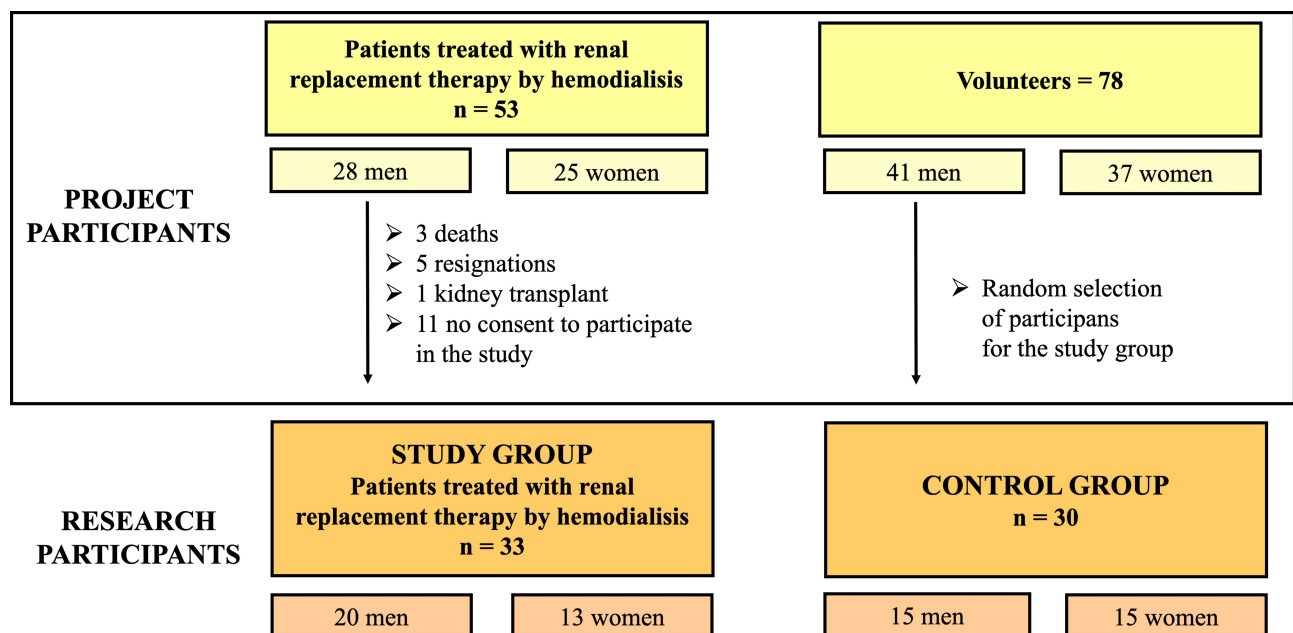 Patients treated with renal
replacement therapy by hemodialisis
n = 53
Volunteers = 78
28 men
25 women
41 men
37 women
PROJECT
PARTICIPANTS
➢ 3 deaths
➢ 5 resignations
➢ 1 kidney transplant
➢ 11 no consent to participate
in the study
➢ Random selection
of participans
for the study group
STUDY GROUP
Patients treated with renal
replacement therapy by hemodialisis
n = 33
CONTROL GROUP
n = 30
RESEARCH
PARTICIPANTS
20 men
13 women
15 men
15 women